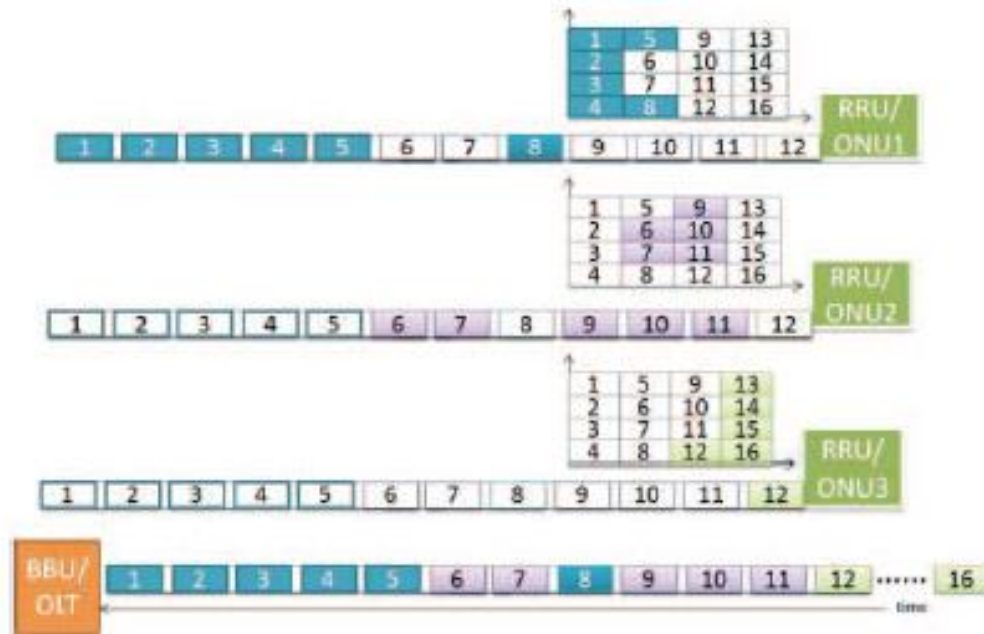 1 5 9 13
2 6 10 14
3 7 11 15
4 8 12 16
RRU/
ONU1
1 2 3 4 5 6 7 8 9 10 11 12
1 5 9 13
2 6 10 14
3 7 11 15
4 8 12 16
RRU/
ONU2
1 2 3 4 5 6 7 8 9 10 11 12
1 5 9 13
2 6 10 14
3 7 11 15
4 8 12 16
RRU/
ONU3
1 2 3 4 5 6 7 8 9 10 11 12
BBU/
OLT
1 2 3 4 5 6 7 8 9 10 11 12 ...... 16
time